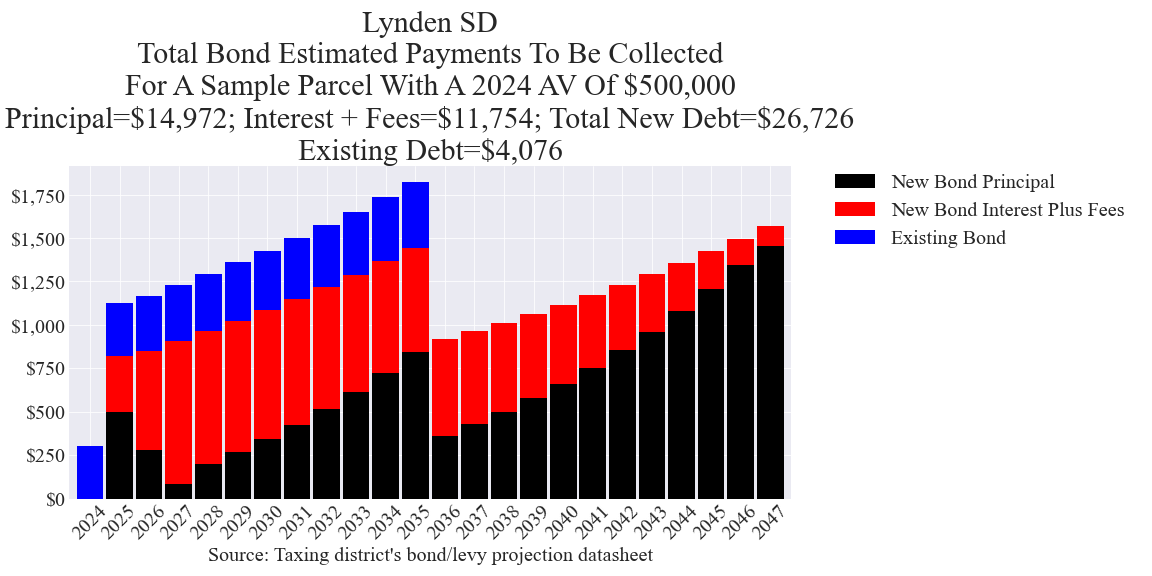 Lynden SD
Total Bond Estimated Payments To Be Collected
For A Sample Parcel With A 2024 AV Of $500,000
Principal=$14,972; Interest + Fees=$11,754; Total New Debt=$26,726
Existing Debt=$4,076
New Bond Principal
New Bond Interest Plus Fees
Existing Bond
$1,750
$1,500
$1,250
$1,000
$750
$500
$250
$0
2024 2025 2026 2027 2028 2029 2030 2031 2032 2033 2034 2035 2036 2037 2038 2039 2040 2041 2042 2043 2044 2045 2046 2047
Source: Taxing district's bond/levy projection datasheet